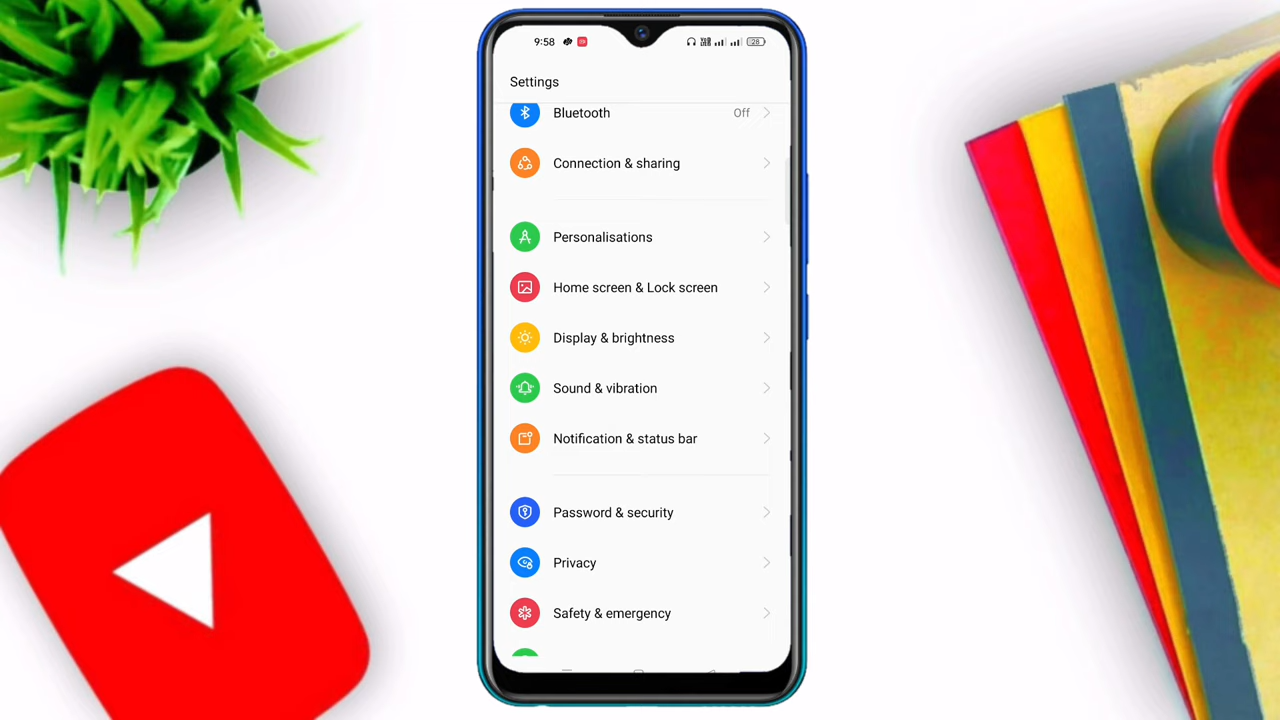 9:58
28
Settings
Bluetooth Off
Connection & sharing
Personalisations
Home screen & Lock screen
Display & brightness
Sound & vibration
Notification & status bar
Password & security
Privacy
Safety & emergency